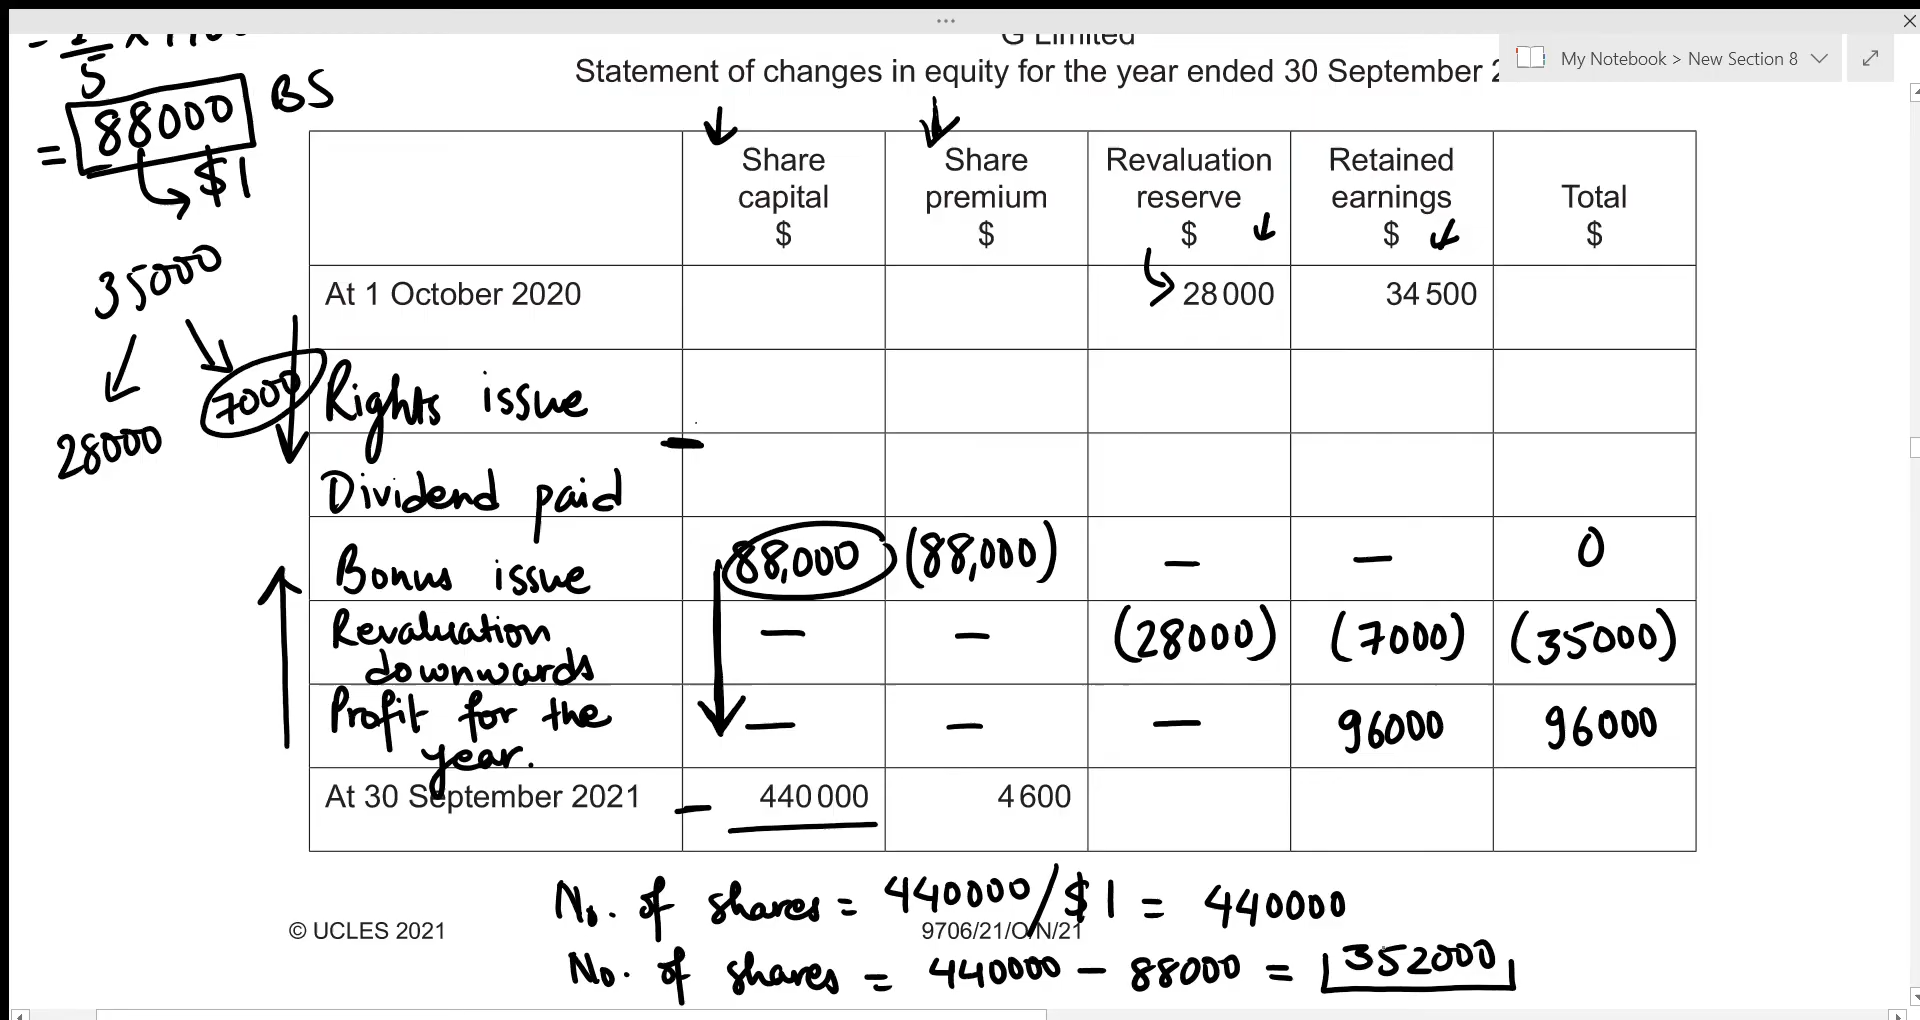 G Limited
Statement of changes in equity for the year ended 30 September 2
My Notebook > New Section 8
5
= 88000 BS
$1
35000
28000 7000
Share capital $ Share premium $ Revaluation reserve $ Retained earnings $ Total $
At 1 October 2020 28 000 34 500
Rights issue
Dividend paid
Bonus issue 88,000 (88,000) – – 0
Revaluation downwards – – (28000) (7000) (35000)
Profit for the year. – – – 96000 96000
At 30 September 2021 440 000 4 600
No. of shares = 440000/$1 = 440000
© UCLES 2021 9706/21/O/N/21
No. of shares = 440000 – 88000 = 352000